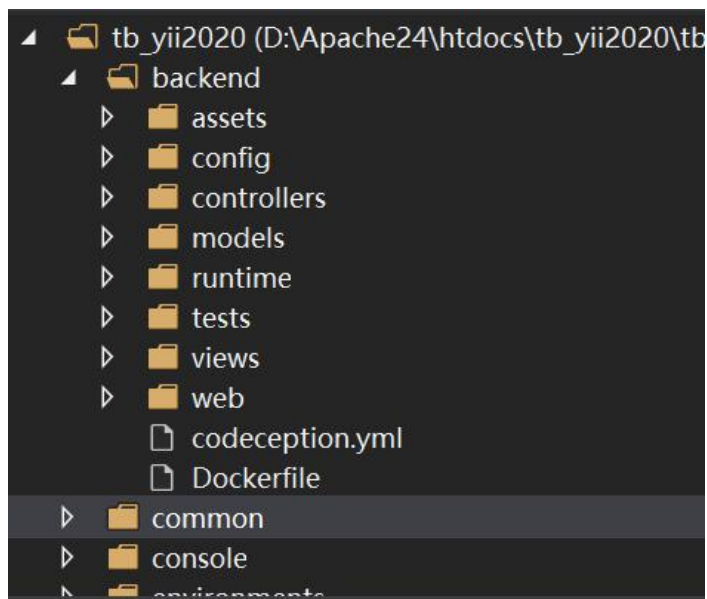 tb_yii2020 (D:\Apache24\htdocs\tb_yii2020\tb
backend
assets
config
controllers
models
runtime
tests
views
web
codeception.yml
Dockerfile
common
console
environments